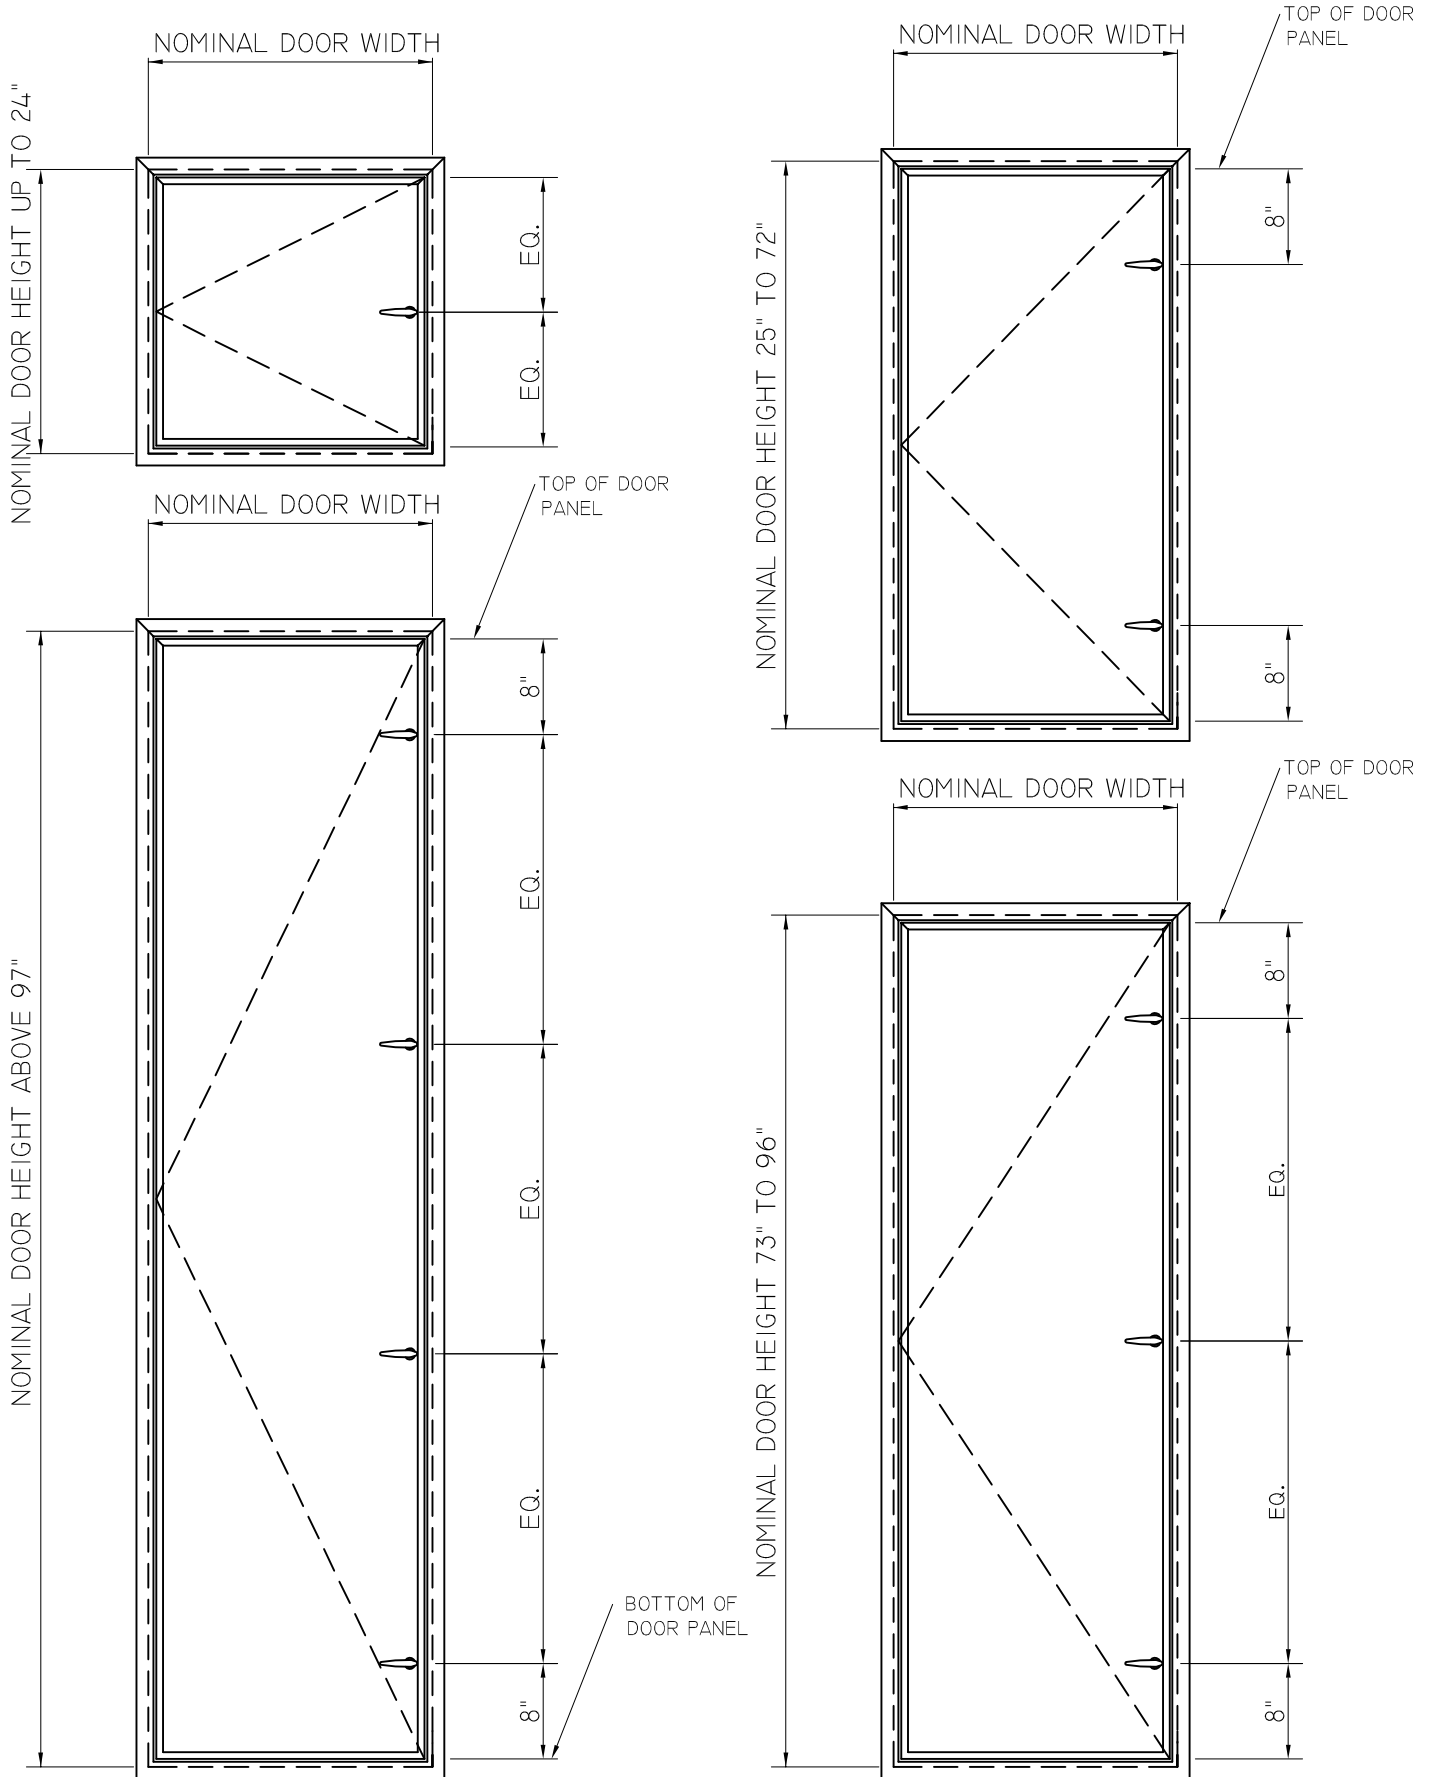 NOMINAL DOOR WIDTH
NOMINAL DOOR HEIGHT UP TO 24"
EQ.
EQ.
NOMINAL DOOR WIDTH
TOP OF DOOR
PANEL
NOMINAL DOOR HEIGHT 25" TO 72"
8"
8"
NOMINAL DOOR WIDTH
TOP OF DOOR
PANEL
NOMINAL DOOR HEIGHT ABOVE 97"
8"
EQ.
EQ.
EQ.
8"
BOTTOM OF
DOOR PANEL
NOMINAL DOOR WIDTH
TOP OF DOOR
PANEL
NOMINAL DOOR HEIGHT 73" TO 96"
8"
EQ.
EQ.
8"